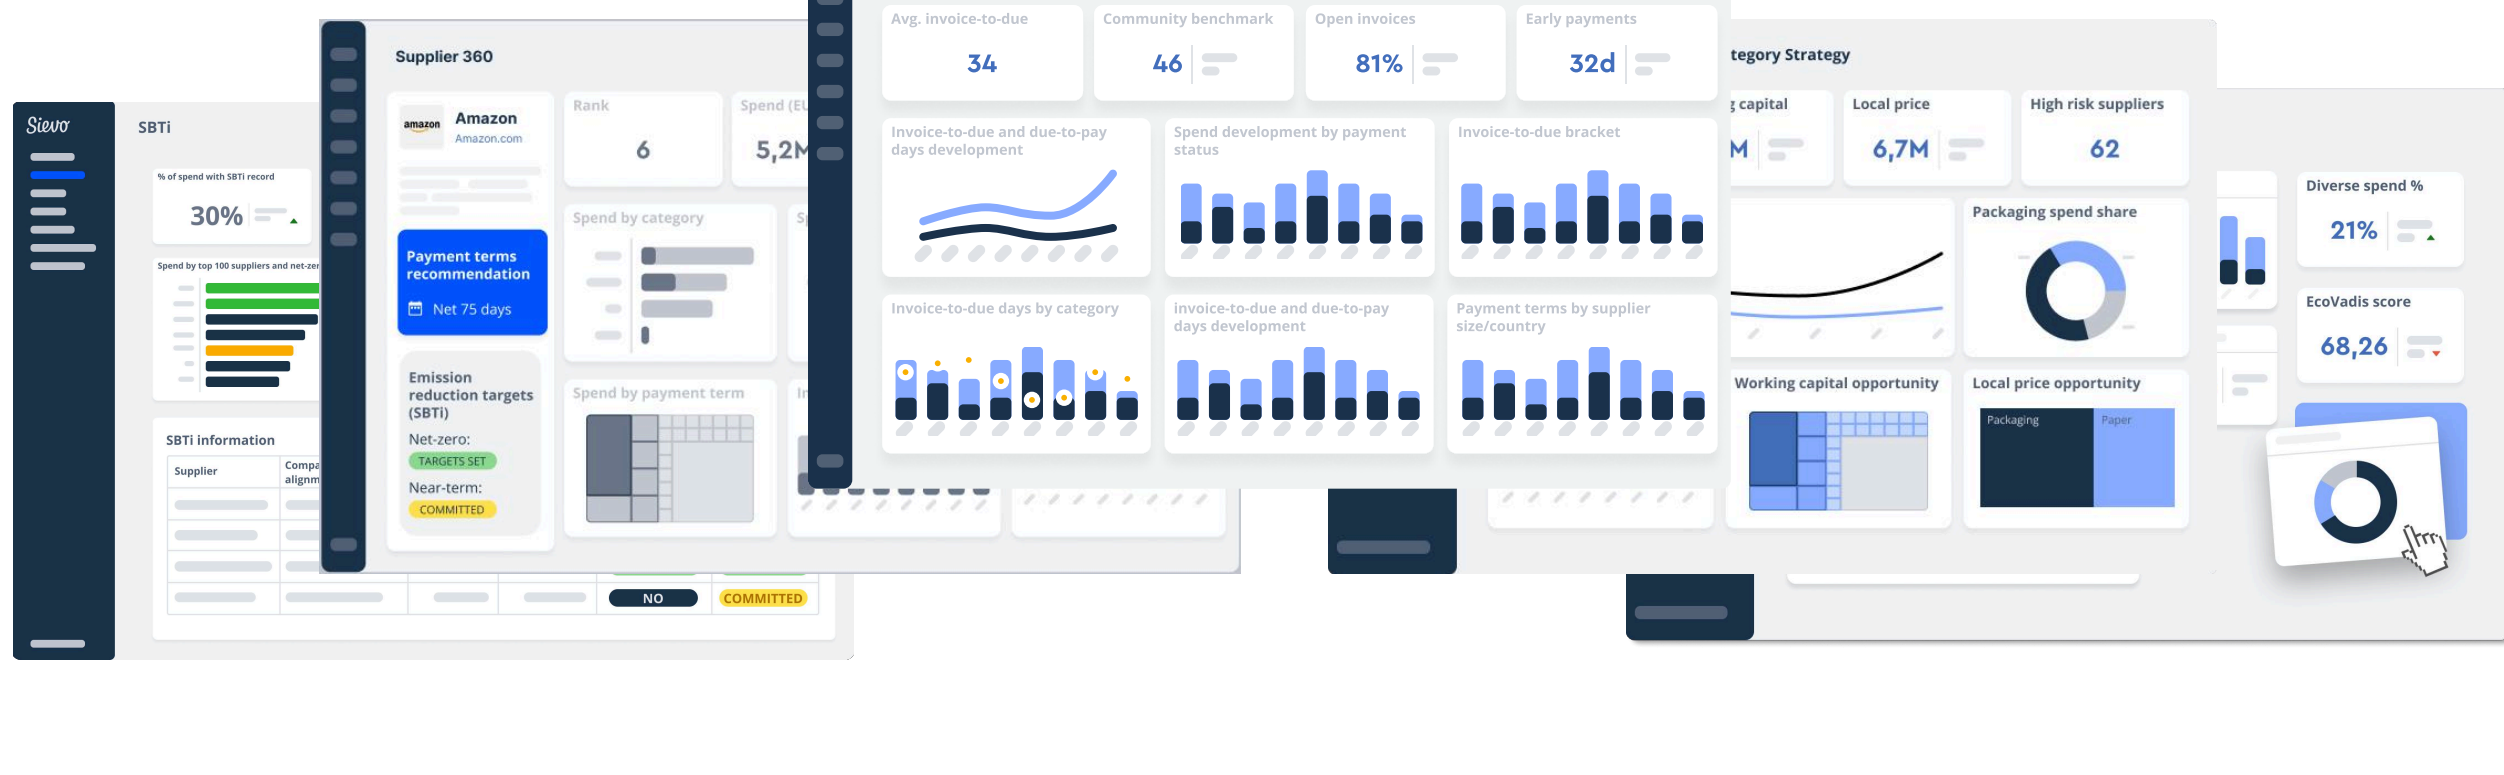 Sievo
SBTi
% of spend with SBTi record
30%
Spend by top 100 suppliers and net-zer
SBTi information
Supplier
Compa
alignm
NO
COMMITTED
Supplier 360
amazon
Amazon
Amazon.com
Payment terms
recommendation
Net 75 days
Emission
reduction targets
(SBTi)
Net-zero:
TARGETS SET
Near-term:
COMMITTED
Rank
6
Spend (EU
5,2M
Spend by category
Sp
Spend by payment term
In
Avg. invoice-to-due
34
Community benchmark
46
Open invoices
81%
Early payments
32d
Invoice-to-due and due-to-pay
days development
Spend development by payment
status
Invoice-to-due bracket
Invoice-to-due days by category
invoice-to-due and due-to-pay
days development
Payment terms by supplier
size/country
tegory Strategy
g capital
M
Local price
6,7M
High risk suppliers
62
Packaging spend share
Working capital opportunity
Local price opportunity
Packaging
Paper
Diverse spend %
21%
EcoVadis score
68,26